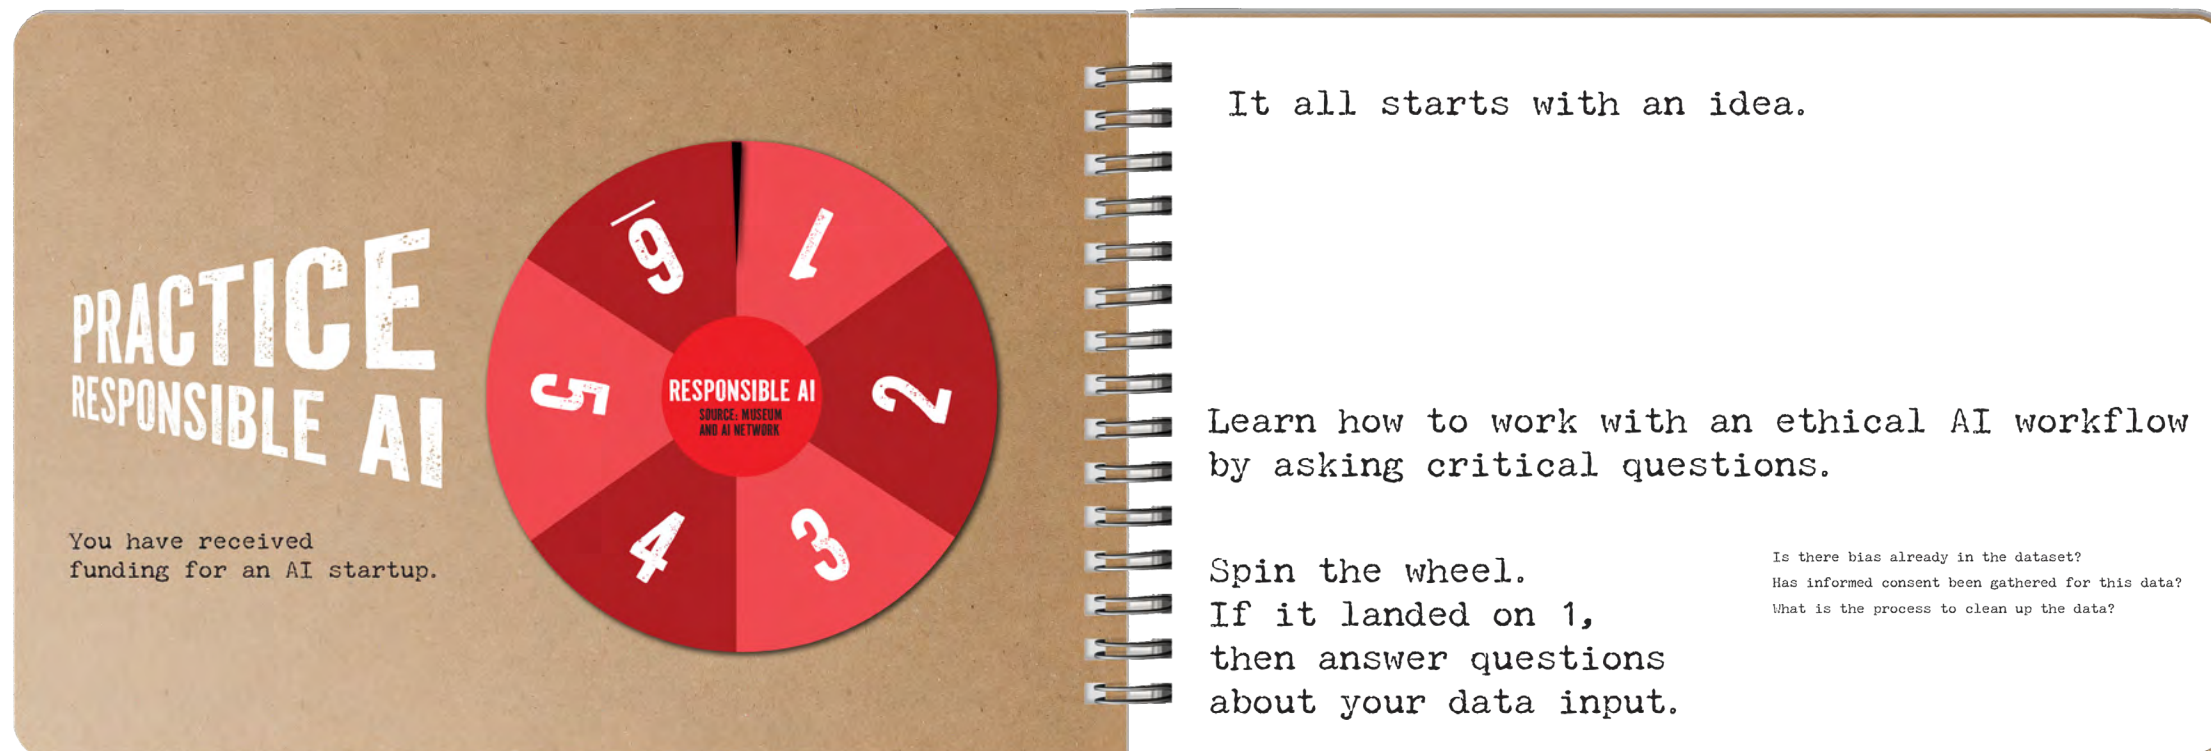 PRACTICE
RESPONSIBLE AI
You have received
funding for an AI startup.
6
1
5
2
4
3
RESPONSIBLE AI
SOURCE: MUSEUM
AND AI NETWORK
It all starts with an idea.
Learn how to work with an ethical AI workflow
by asking critical questions.
Spin the wheel.
If it landed on 1,
then answer questions
about your data input.
Is there bias already in the dataset?
Has informed consent been gathered for this data?
What is the process to clean up the data?